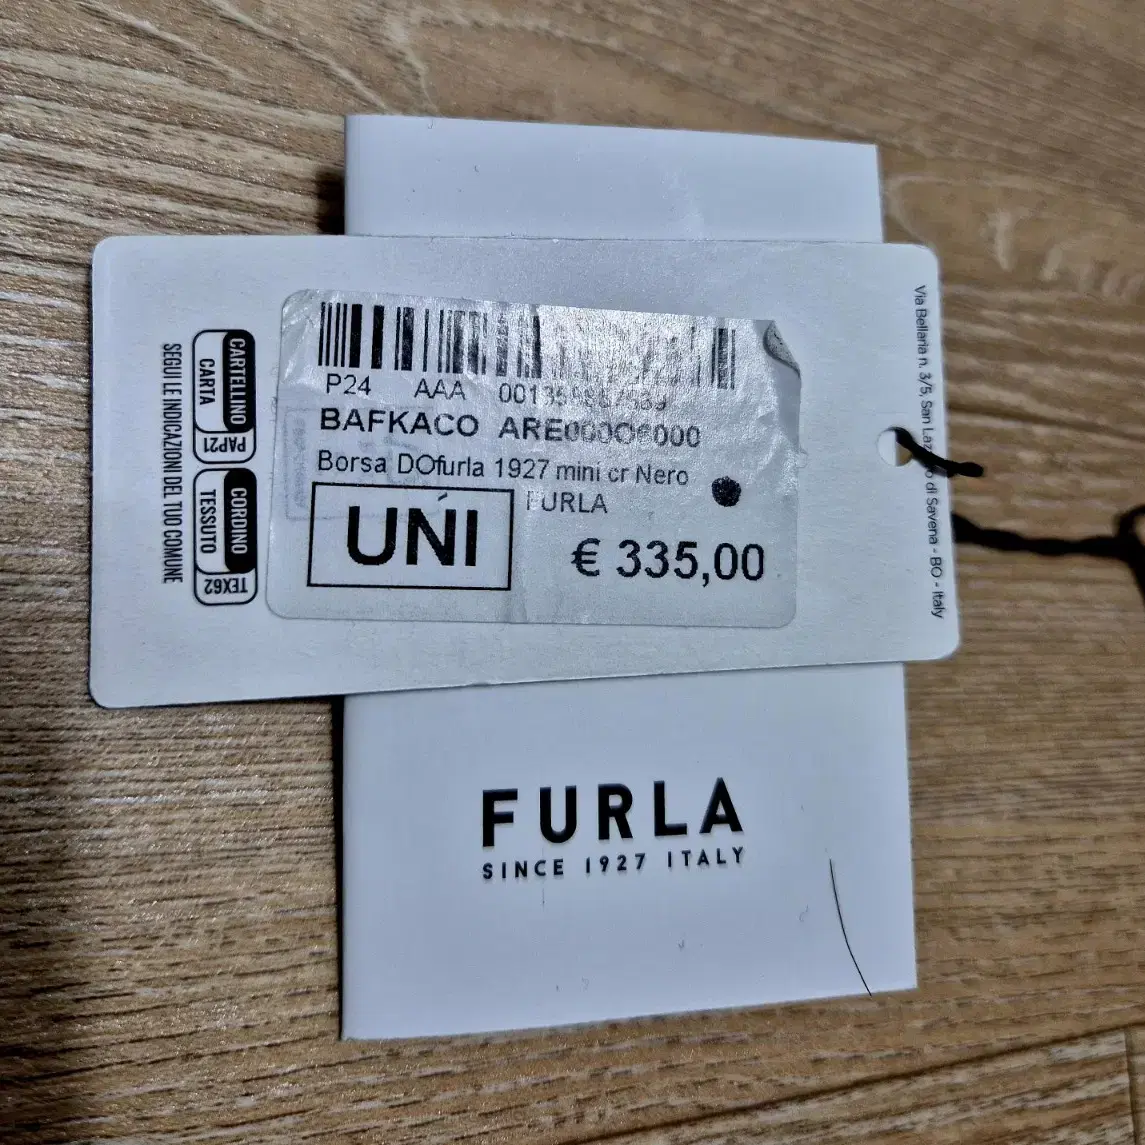 P24 AAA
BAFKACO
Borsa DOfurla 1927 mini cr Nero
FURLA
UNI
€ 335,00
CARTELLINO
CARTA
PAP21
CORDINO
TESSUTO
TEX62
SEGUI LE INDICAZIONI DEL TUO COMUNE
Via Bellaria n. 3/5, San di Savena - BO - Italy
FURLA
SINCE 1927 ITALY